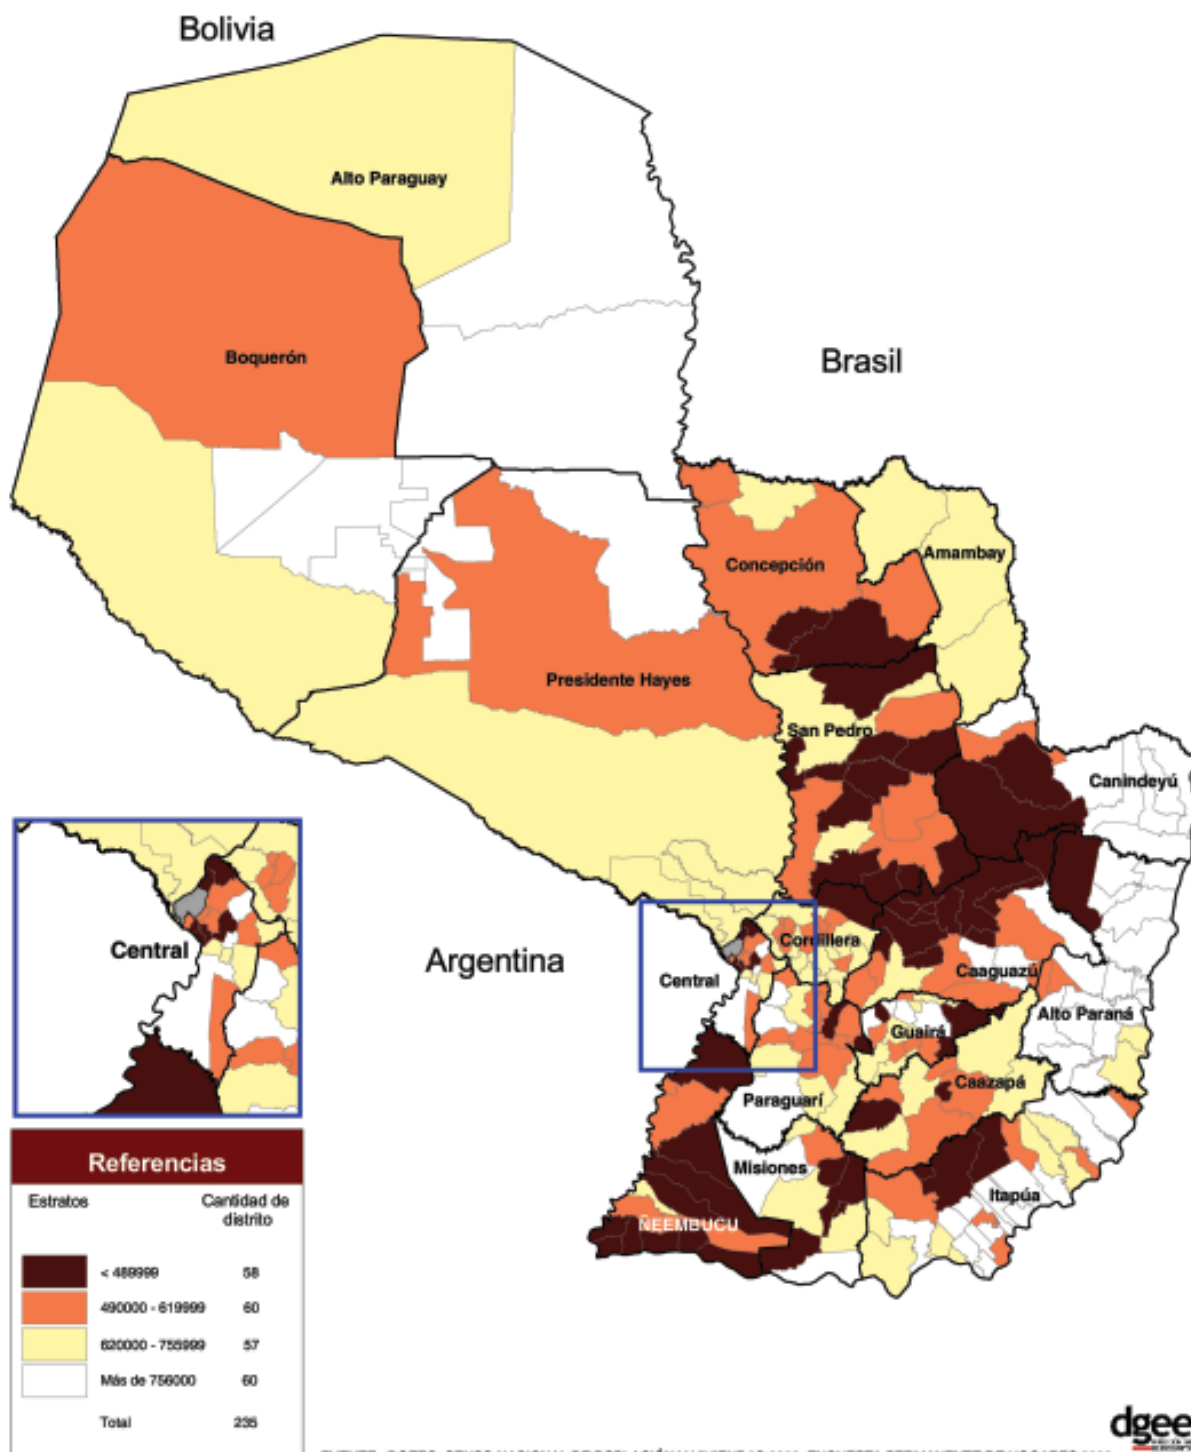 Bolivia
Alto Paraguay
Boquerón
Brasil
Concepción
Amambay
Presidente Hayes
San Pedro
Canindeyú
Central
Argentina
Cordillera
Central
Caaguazú
Alto Paraná
Guairá
Caazapá
Paraguarí
Misiones
Itapúa
ÑEEMBUCU
Referencias
Estratos Cantidad de
distrito
< 489999 58
490000 - 619999 60
620000 - 755999 57
Más de 756000 60
Total 235
dgee